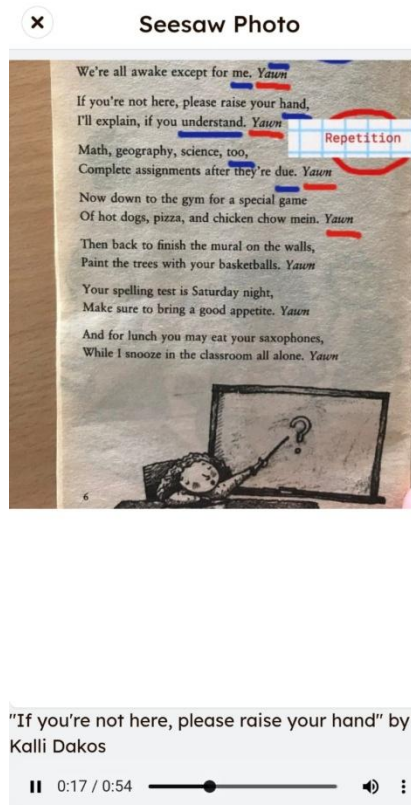 Seesaw Photo
We're all awake except for me. Yawn
If you're not here, please raise your hand,
I'll explain, if you understand. Yawn
Repetition
Math, geography, science, too,
Complete assignments after they're due. Yawn
Now down to the gym for a special game
Of hot dogs, pizza, and chicken chow mein. Yawn
Then back to finish the mural on the walls,
Paint the trees with your basketballs. Yawn
Your spelling test is Saturday night,
Make sure to bring a good appetite. Yawn
And for lunch you may eat your saxophones,
While I snooze in the classroom all alone. Yawn
?
6
"If you're not here, please raise your hand" by
Kalli Dakos
0:17 / 0:54